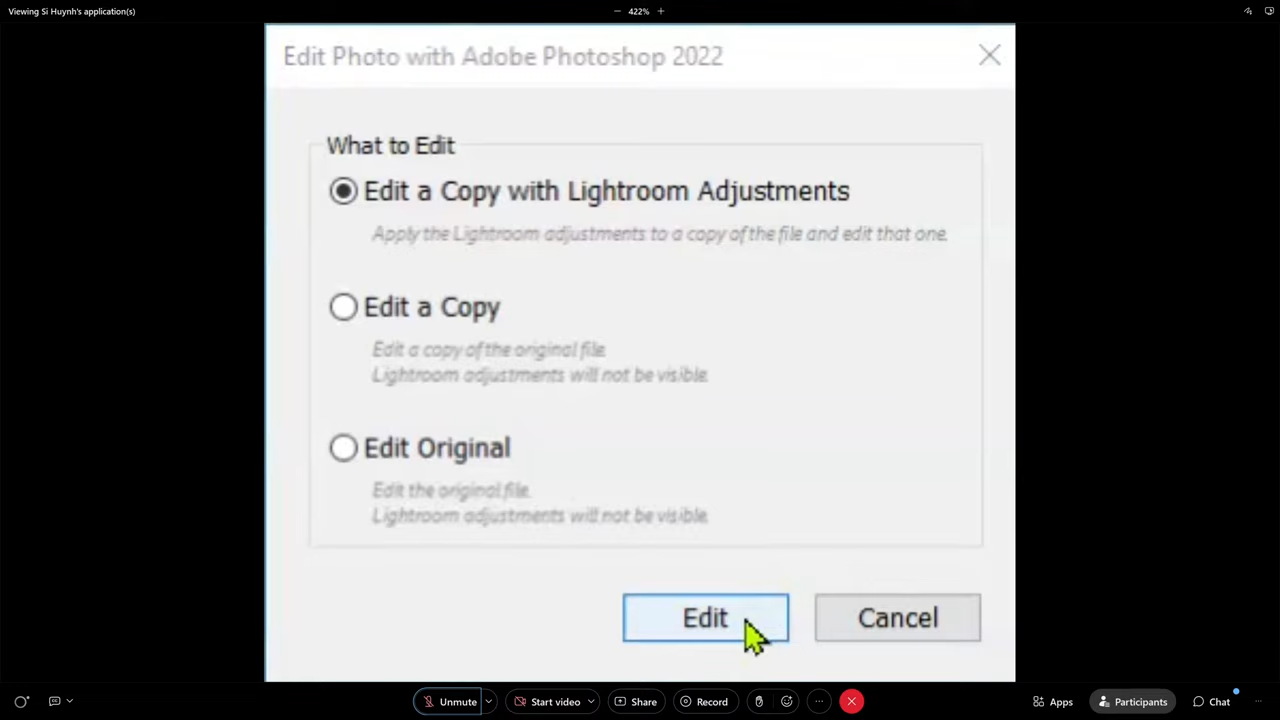 Viewing Si Huynh's application(s)
422%
Edit Photo with Adobe Photoshop 2022
What to Edit
Edit a Copy with Lightroom Adjustments
Apply the Lightroom adjustments to a copy of the file and edit that one.
Edit a Copy
Edit a copy of the original file.
Lightroom adjustments will not be visible.
Edit Original
Edit the original file.
Lightroom adjustments will not be visible.
Edit Cancel
Unmute Start video Share Record Apps Participants Chat